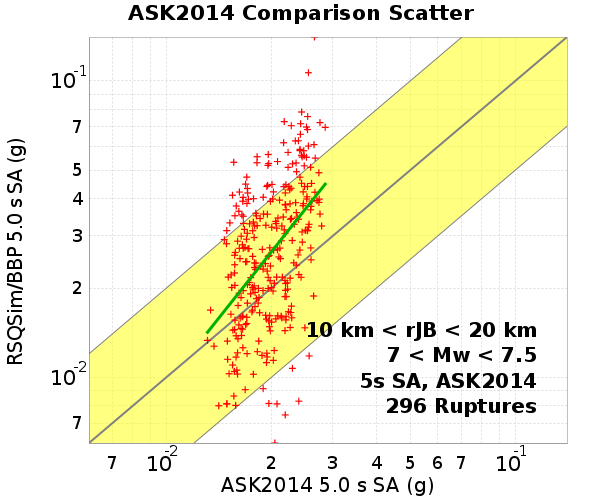 ASK2014 Comparison Scatter
RSQSim/BBP 5.0 s SA (g)
10-1
7
5
4
3
2
10-2
7
10 km < rJB < 20 km
7 < Mw < 7.5
5s SA, ASK2014
296 Ruptures
7 10-2 2 3 4 5 6 7 10-1
ASK2014 5.0 s SA (g)